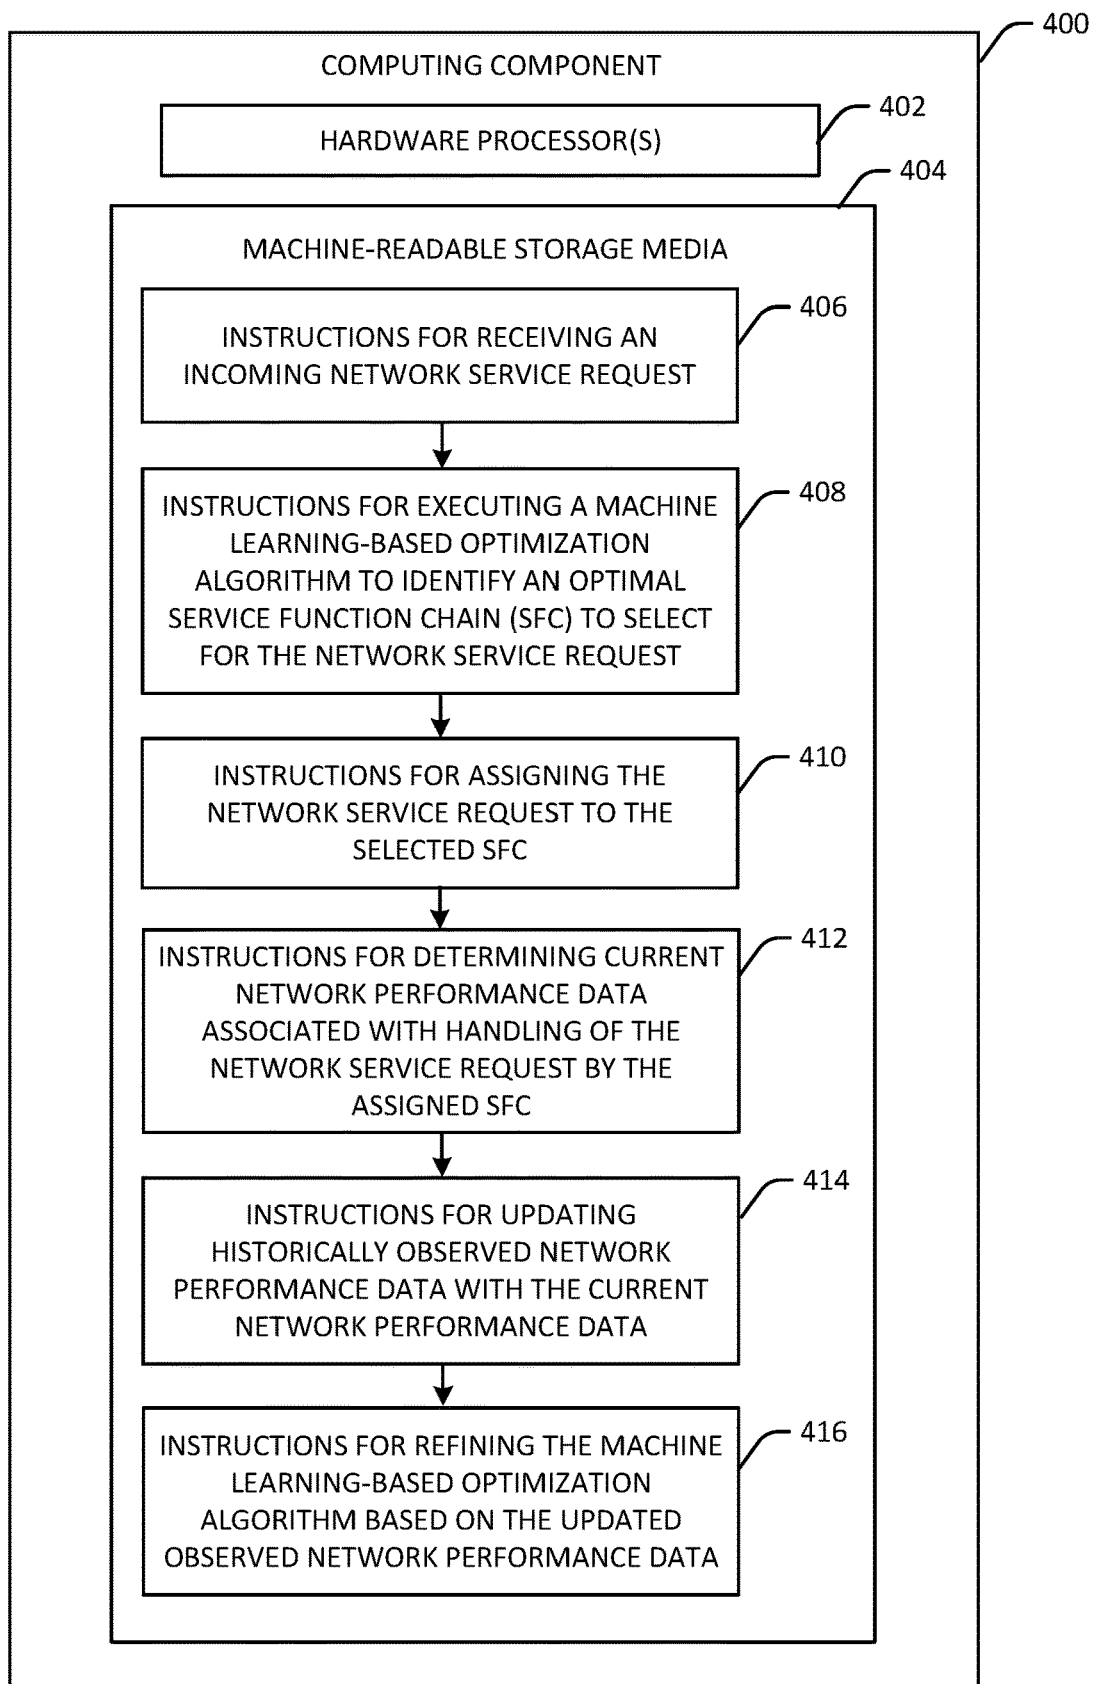 400
COMPUTING COMPONENT
402
HARDWARE PROCESSOR(S)
404
MACHINE-READABLE STORAGE MEDIA
406
INSTRUCTIONS FOR RECEIVING AN
INCOMING NETWORK SERVICE REQUEST
408
INSTRUCTIONS FOR EXECUTING A MACHINE
LEARNING-BASED OPTIMIZATION
ALGORITHM TO IDENTIFY AN OPTIMAL
SERVICE FUNCTION CHAIN (SFC) TO SELECT
FOR THE NETWORK SERVICE REQUEST
410
INSTRUCTIONS FOR ASSIGNING THE
NETWORK SERVICE REQUEST TO THE
SELECTED SFC
412
INSTRUCTIONS FOR DETERMINING CURRENT
NETWORK PERFORMANCE DATA
ASSOCIATED WITH HANDLING OF THE
NETWORK SERVICE REQUEST BY THE
ASSIGNED SFC
414
INSTRUCTIONS FOR UPDATING
HISTORICALLY OBSERVED NETWORK
PERFORMANCE DATA WITH THE CURRENT
NETWORK PERFORMANCE DATA
416
INSTRUCTIONS FOR REFINING THE MACHINE
LEARNING-BASED OPTIMIZATION
ALGORITHM BASED ON THE UPDATED
OBSERVED NETWORK PERFORMANCE DATA